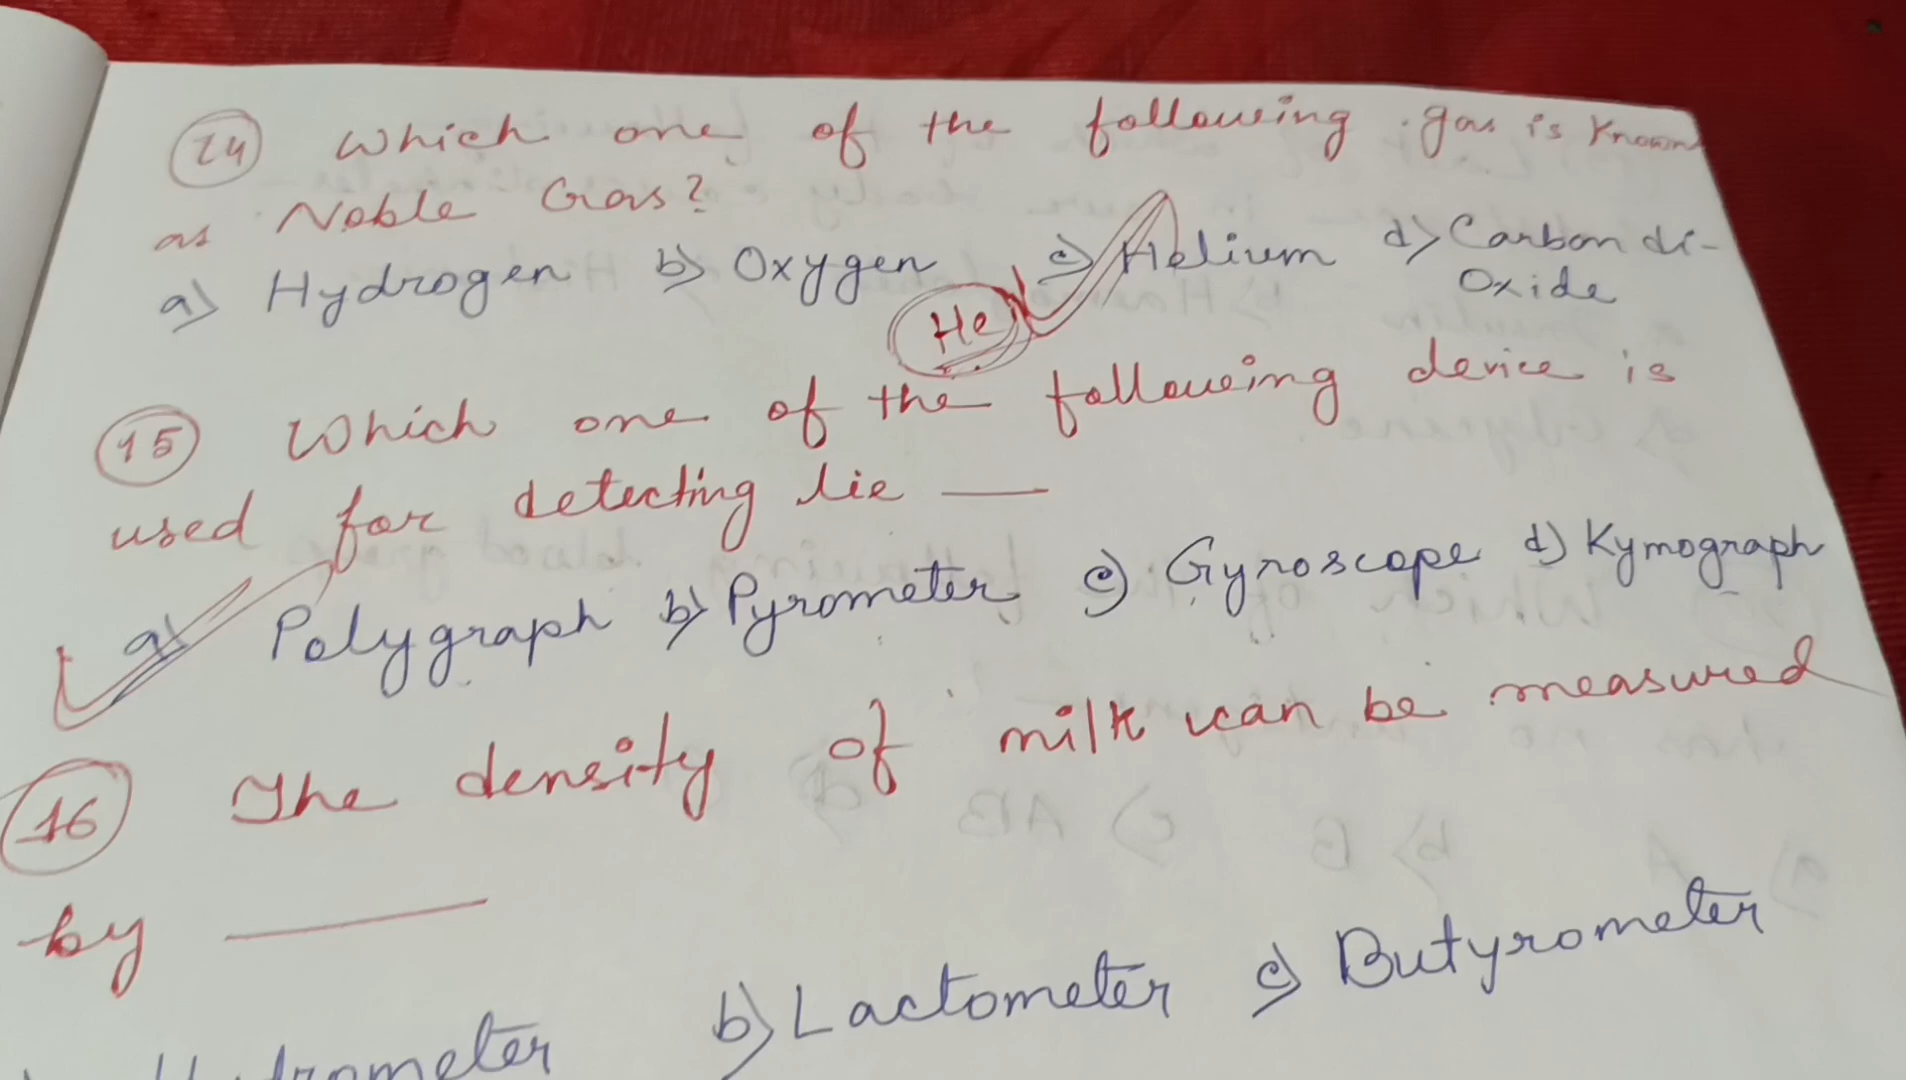 14 Which one of the following gas is known
as Noble Gas?
a) Hydrogen b) Oxygen c) Helium d) Carbon di-
Oxide
He
15 Which one of the following device is
used for detecting lie —
a) Polygraph b) Pyrometer c) Gyroscope d) Kymograph
16 The density of milk can be measured
by —
b) Lactometer c) Butyrometer